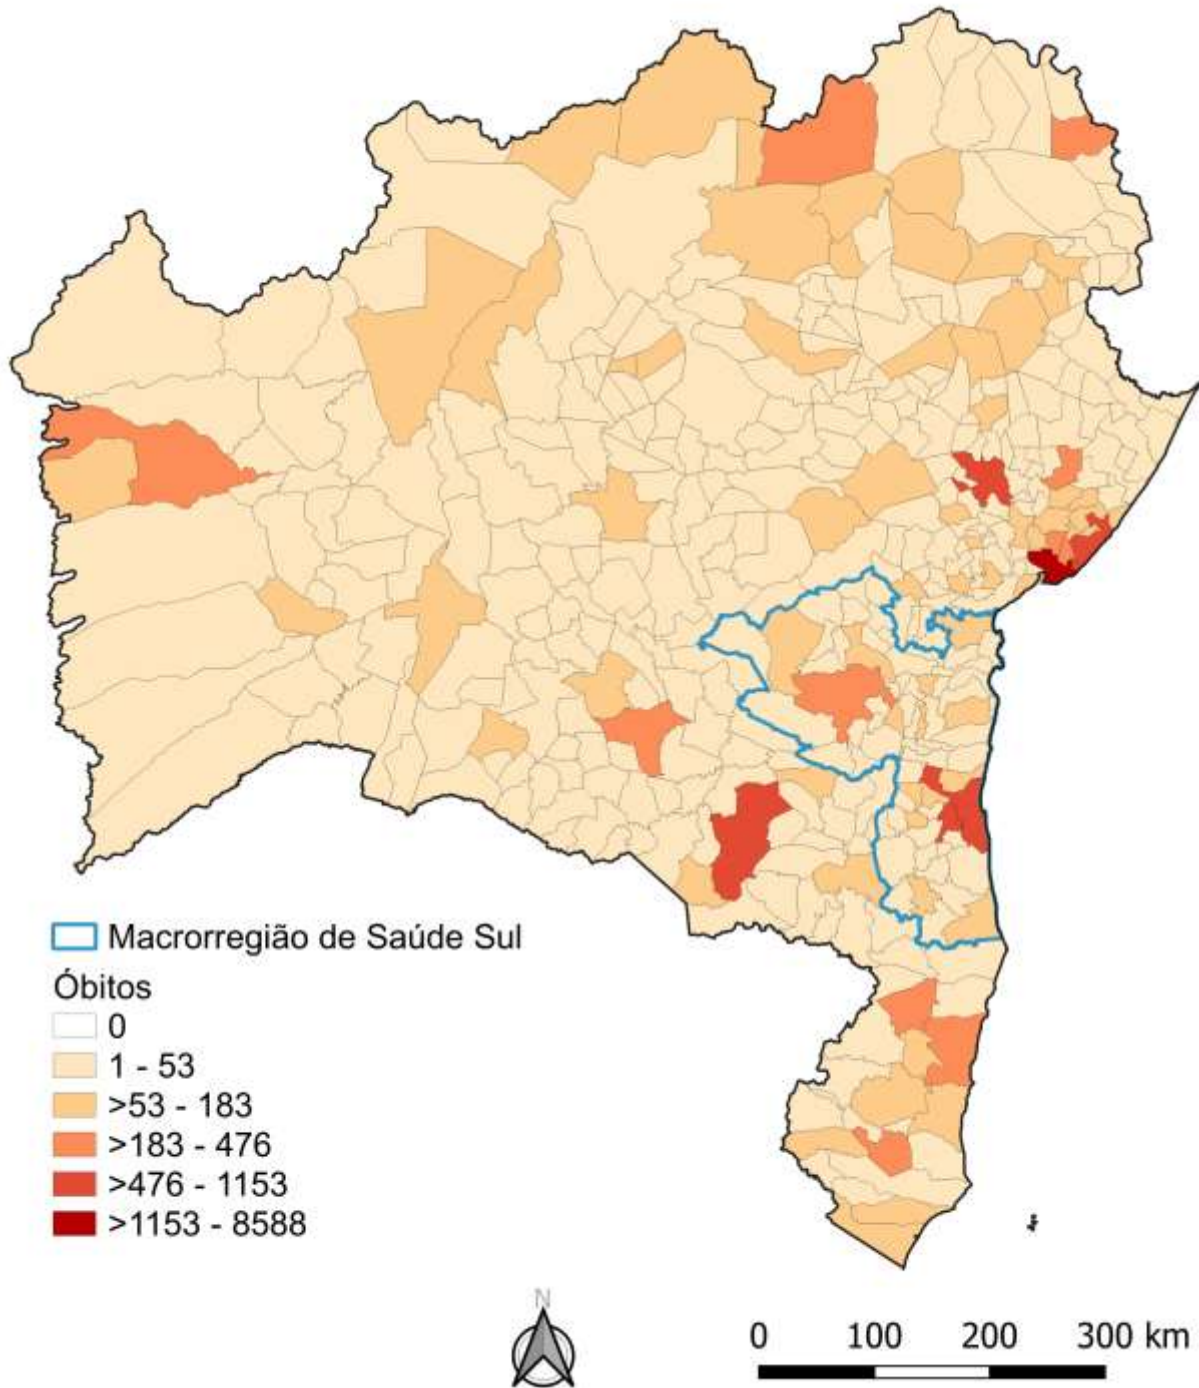 Macrorregião de Saúde Sul
Óbitos
0
1 - 53
>53 - 183
>183 - 476
>476 - 1153
>1153 - 8588
N
0 100 200 300 km